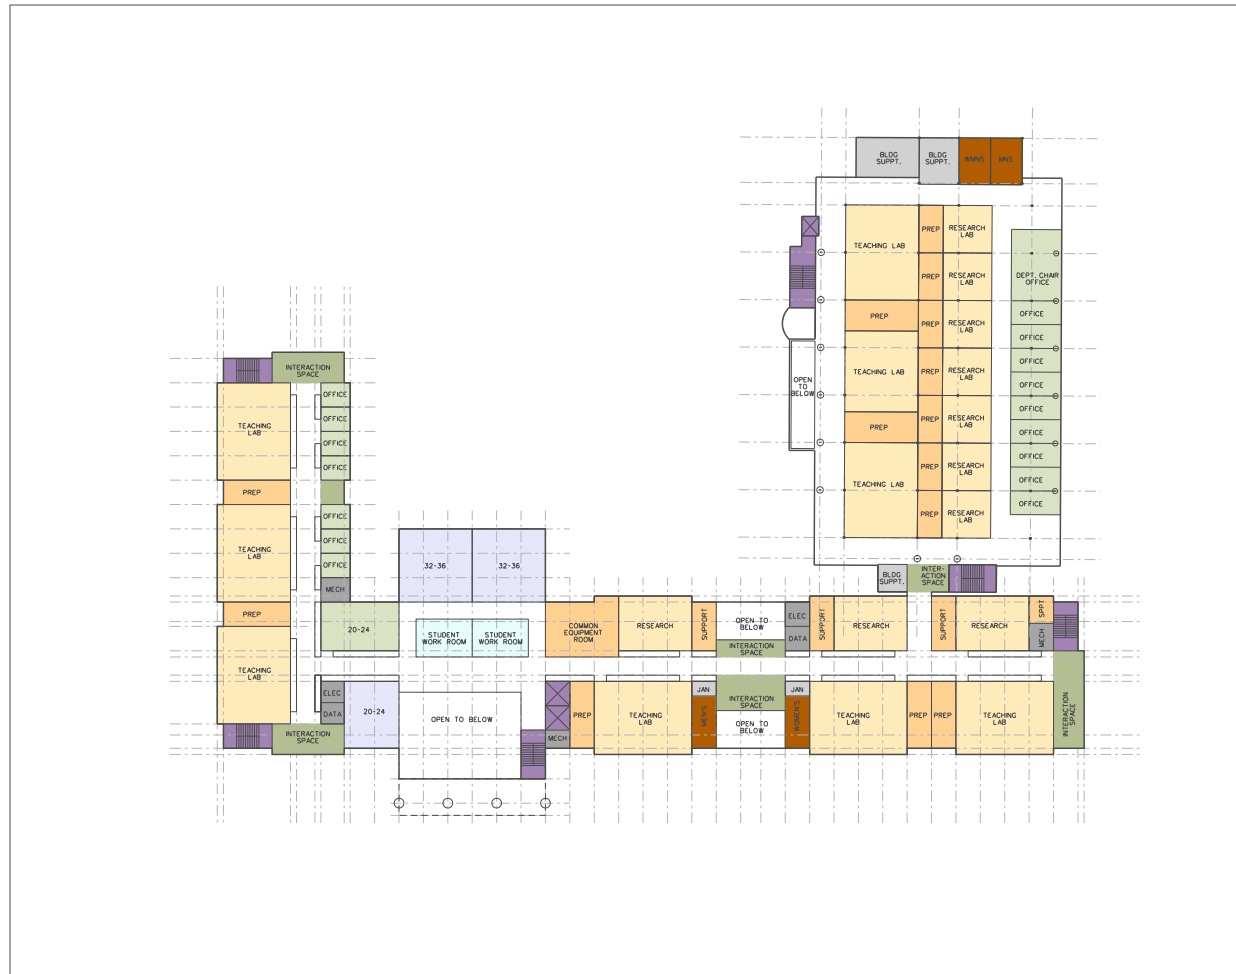 BLDG
SUPPT.
BLDG
SUPPT.
WMNS
MNS
TEACHING LAB
PREP
RESEARCH
LAB
PREP
RESEARCH
LAB
DEPT. CHAIR
OFFICE
PREP
PREP
RESEARCH
LAB
OFFICE
OFFICE
TEACHING LAB
PREP
RESEARCH
LAB
OFFICE
OFFICE
OPEN
TO
BELOW
PREP
PREP
RESEARCH
LAB
OFFICE
OFFICE
TEACHING LAB
PREP
RESEARCH
LAB
OFFICE
OFFICE
PREP
RESEARCH
LAB
OFFICE
BLDG
SUPPT.
INTER-
ACTION
SPACE
INTERACTION
SPACE
TEACHING
LAB
OFFICE
OFFICE
OFFICE
OFFICE
PREP
TEACHING
LAB
OFFICE
OFFICE
OFFICE
MECH
PREP
TEACHING
LAB
ELEC
DATA
INTERACTION
SPACE
20-24
20-24
32-36
32-36
STUDENT
WORK ROOM
STUDENT
WORK ROOM
OPEN TO BELOW
COMMON
EQUIPMENT
ROOM
RESEARCH
SUPPORT
OPEN TO
BELOW
INTERACTION
SPACE
ELEC
DATA
SUPPORT
RESEARCH
SUPPORT
RESEARCH
SPPT
MECH
MECH
PREP
TEACHING
LAB
JAN
MEN'S
INTERACTION
SPACE
OPEN TO
BELOW
JAN
WOMEN'S
TEACHING
LAB
PREP
PREP
TEACHING
LAB
INTERACTION
SPACE